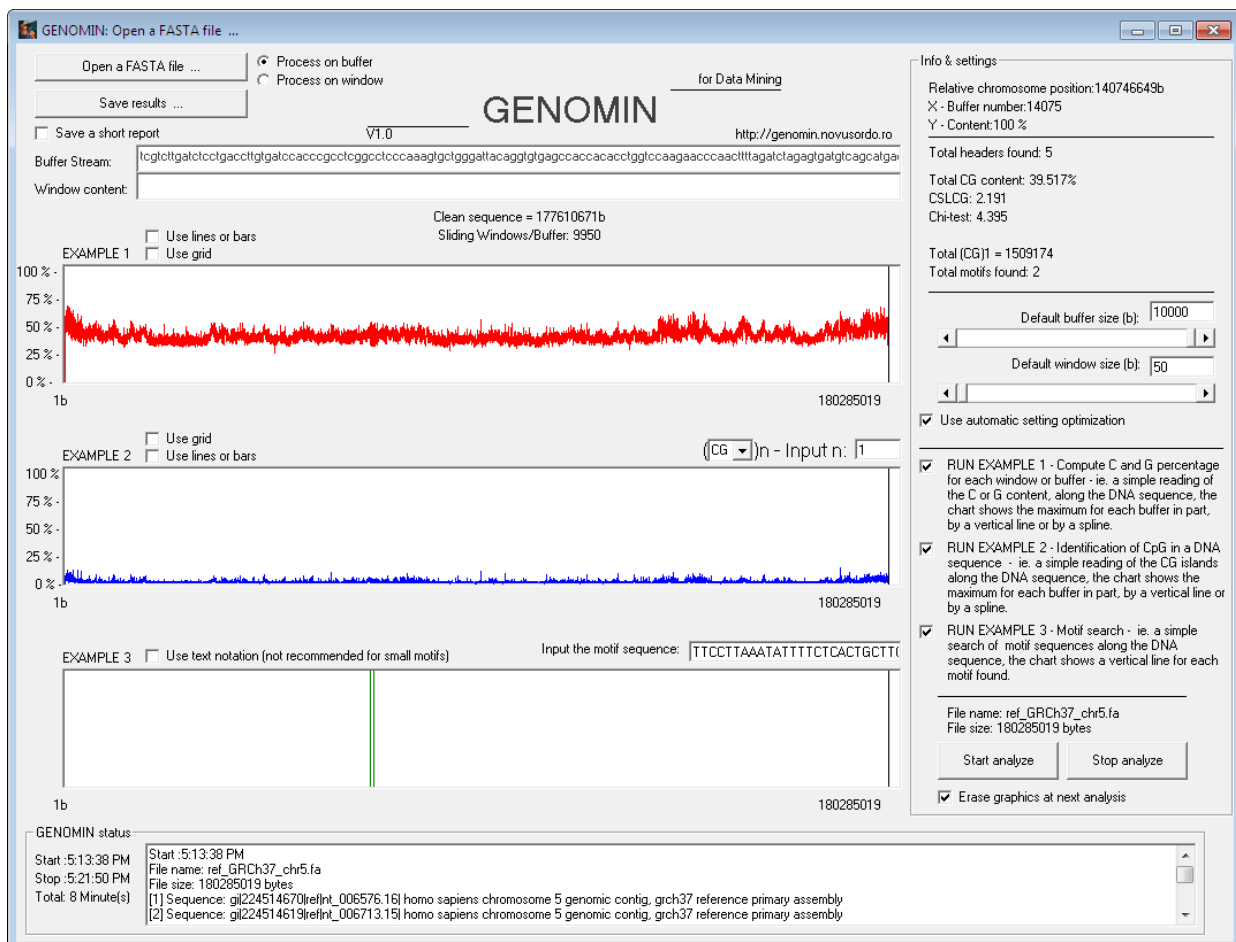 GENOMIN: Open a FASTA file ...
Open a FASTA file ...
Process on buffer
Process on window
Save results ...
Save a short report
for Data Mining
GENOMIN
V1.0
http://genomin.novusordo.ro
Buffer Stream:
tcgtcttgatctcctgaccttgtgatccacccgcctcggcctcccaaagtgctgggattacaggtgtgagccaccacacctggtccaagaacccaacttttagatctagagtgatgtcagcatga
Window content:
Clean sequence = 177610671b
Sliding Windows/Buffer: 9950
Use lines or bars
EXAMPLE 1
Use grid
100 % -
75 % -
50 % -
25 % -
0 % -
1b
180285019
Use grid
EXAMPLE 2
Use lines or bars
(CG)n - Input n: 1
100 %
75 % -
50 % -
25 % -
0 % -
1b
180285019
EXAMPLE 3
Use text notation (not recommended for small motifs)
Input the motif sequence:
TTCCTTAAATATTTTCTCACTGCTT
1b
180285019
Info & settings
Relative chromosome position:140746649b
X - Buffer number:14075
Y - Content:100 %
Total headers found: 5
Total CG content: 39.517%
CSLCG: 2.191
Chi-test: 4.395
Total (CG)1 = 1509174
Total motifs found: 2
Default buffer size (b): 10000
Default window size (b): 50
Use automatic setting optimization
RUN EXAMPLE 1 - Compute C and G percentage
for each window or buffer - ie. a simple reading of
the C or G content, along the DNA sequence, the
chart shows the maximum for each buffer in part,
by a vertical line or by a spline.
RUN EXAMPLE 2 - Identification of CpG in a DNA
sequence - ie. a simple reading of the CG islands
along the DNA sequence, the chart shows the
maximum for each buffer in part, by a vertical line or
by a spline.
RUN EXAMPLE 3 - Motif search - ie. a simple
search of motif sequences along the DNA
sequence, the chart shows a vertical line for each
motif found.
File name: ref_GRCh37_chr5.fa
File size: 180285019 bytes
Start analyze
Stop analyze
Erase graphics at next analysis
GENOMIN status
Start :5:13:38 PM
Stop :5:21:50 PM
Total: 8 Minute(s)
Start :5:13:38 PM
File name: ref_GRCh37_chr5.fa
File size: 180285019 bytes
[1] Sequence: gi|224514670|ref|nt_006576.16| homo sapiens chromosome 5 genomic contig, grch37 reference primary assembly
[2] Sequence: gi|224514619|ref|nt_006713.15| homo sapiens chromosome 5 genomic contig, grch37 reference primary assembly